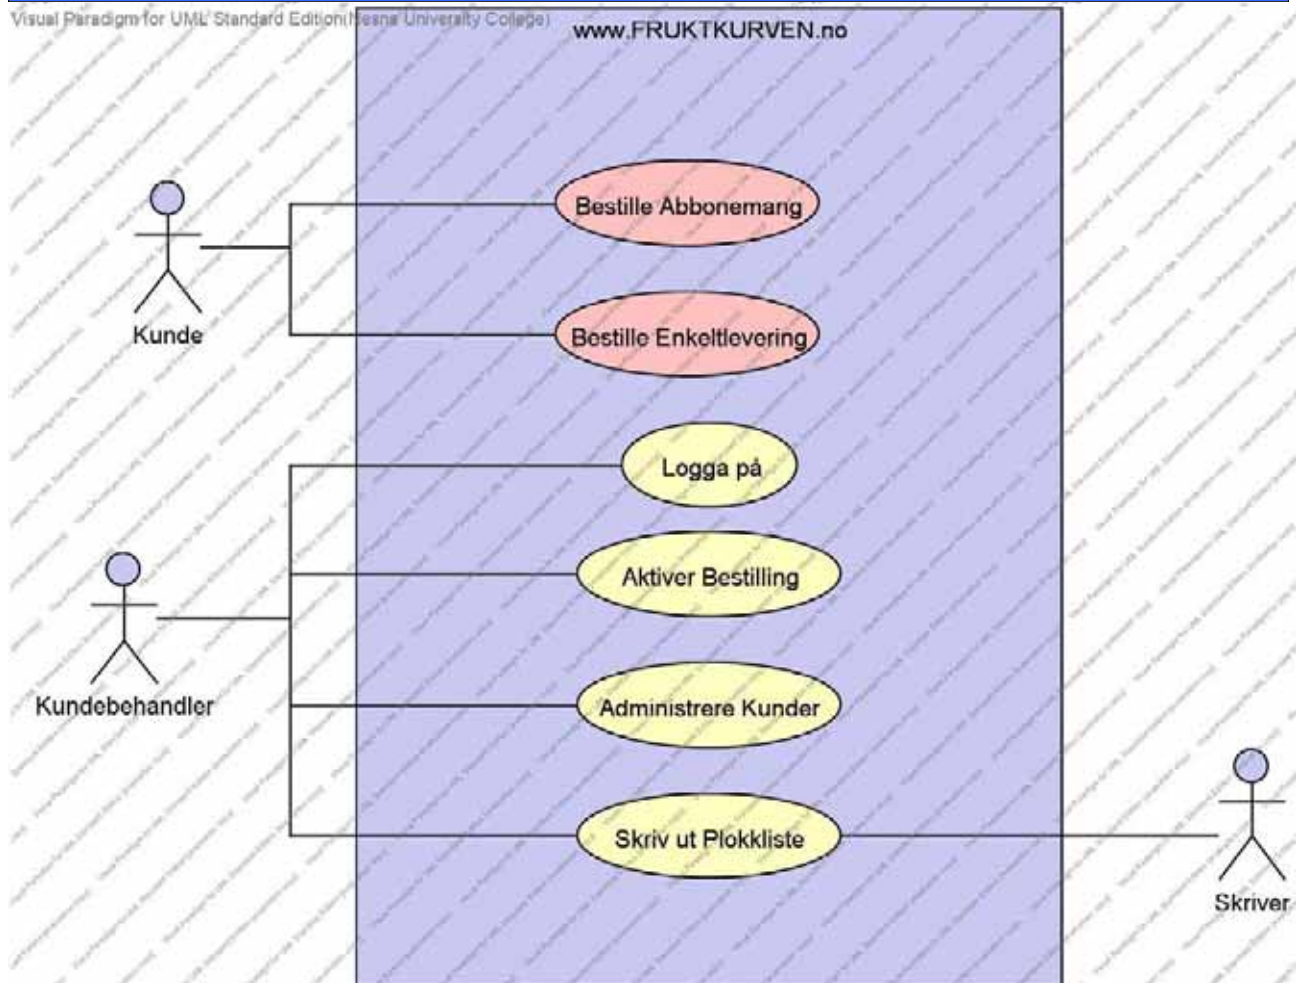 Visual Paradigm for UML Standard Edition(Nesna University College)
www.FRUKTKURVEN.no
Bestille Abbonemang
Kunde
Bestille Enkeltlevering
Logga på
Aktiver Bestilling
Kundebehandler
Administrere Kunder
Skriv ut Plokkliste
Skriver